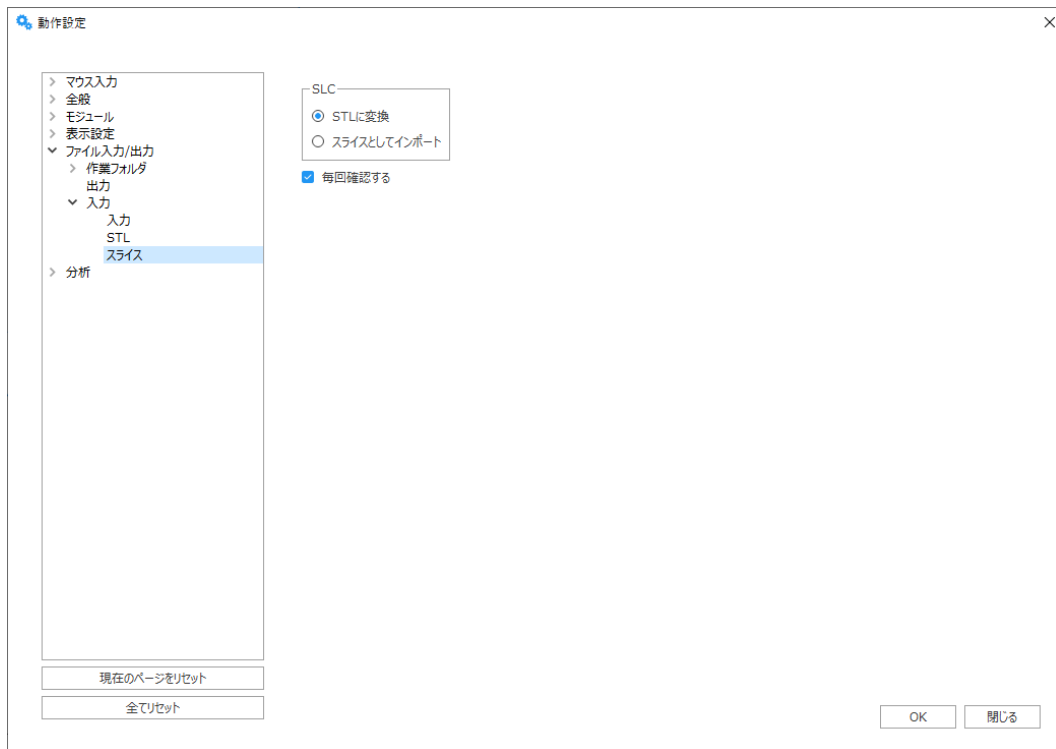 動作設定
マウス入力
全般
モジュール
表示設定
ファイル入力/出力
作業フォルダ
出力
入力
入力
STL
スライス
分析
SLC
STLに変換
スライスとしてインポート
毎回確認する
現在のページをリセット
全てリセット
OK
閉じる